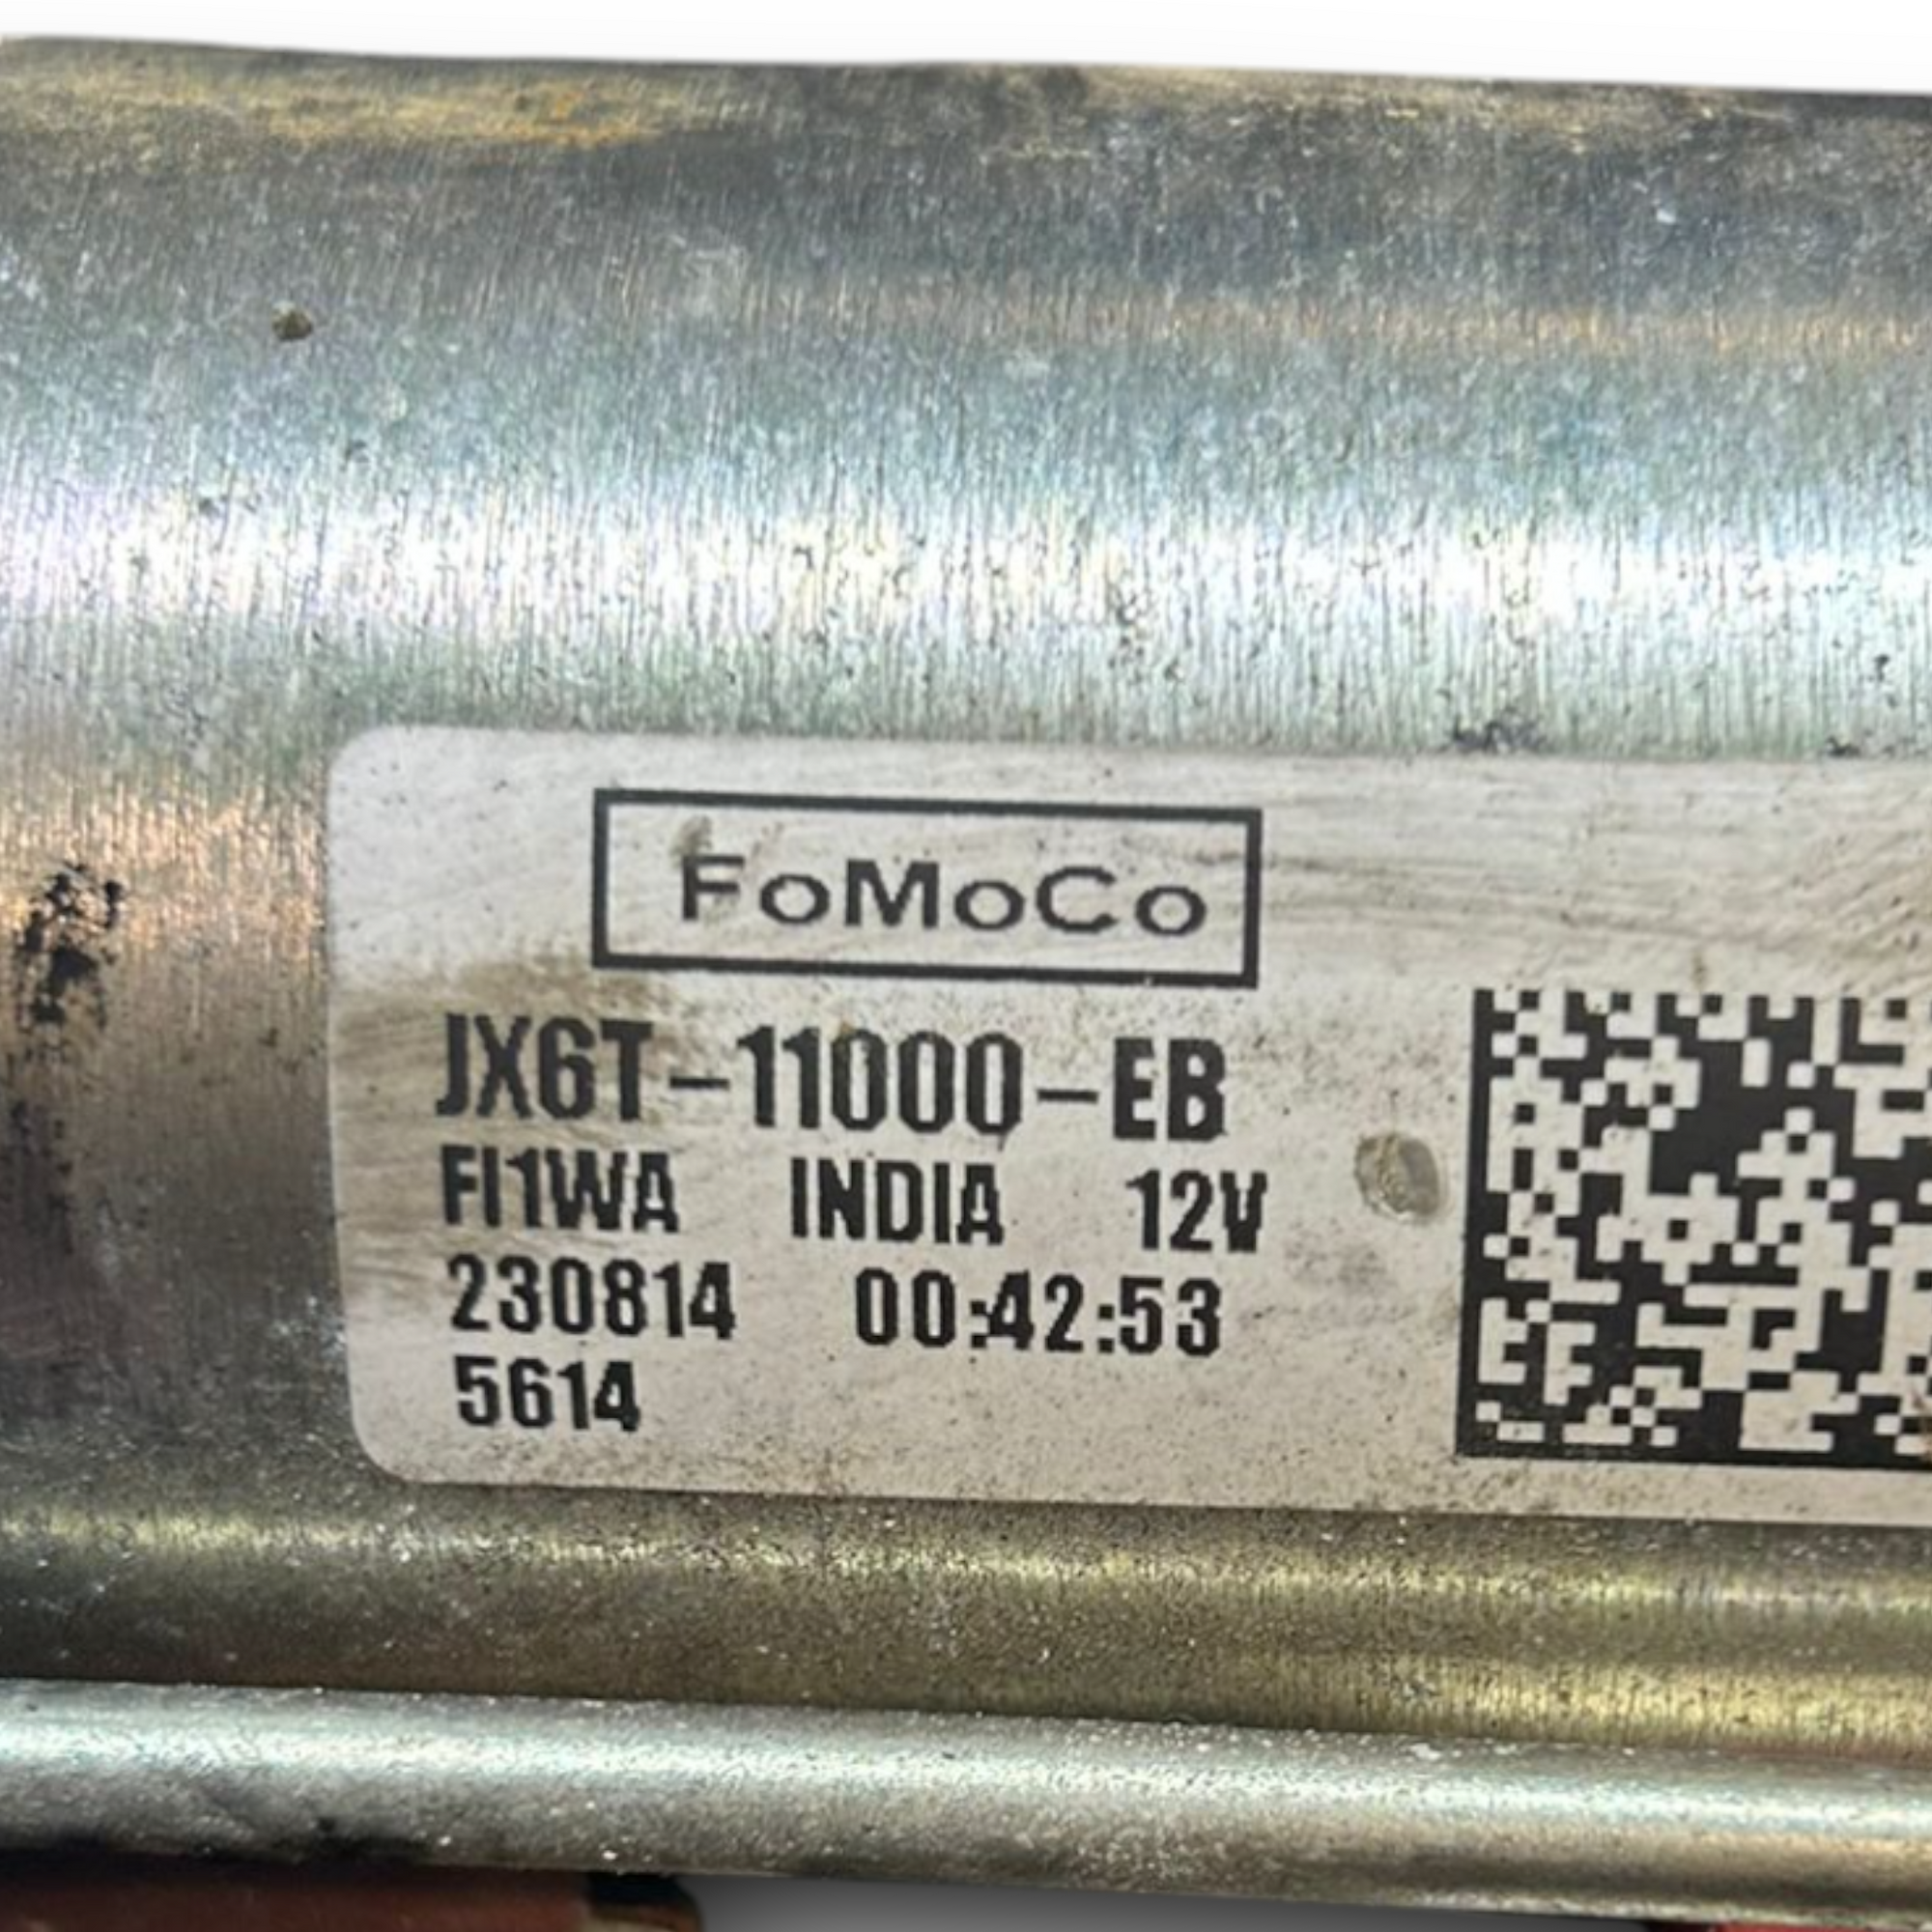 FoMoCo
JX6T-11000-EB
FI1WA INDIA 12V
230814 00:42:53
5614